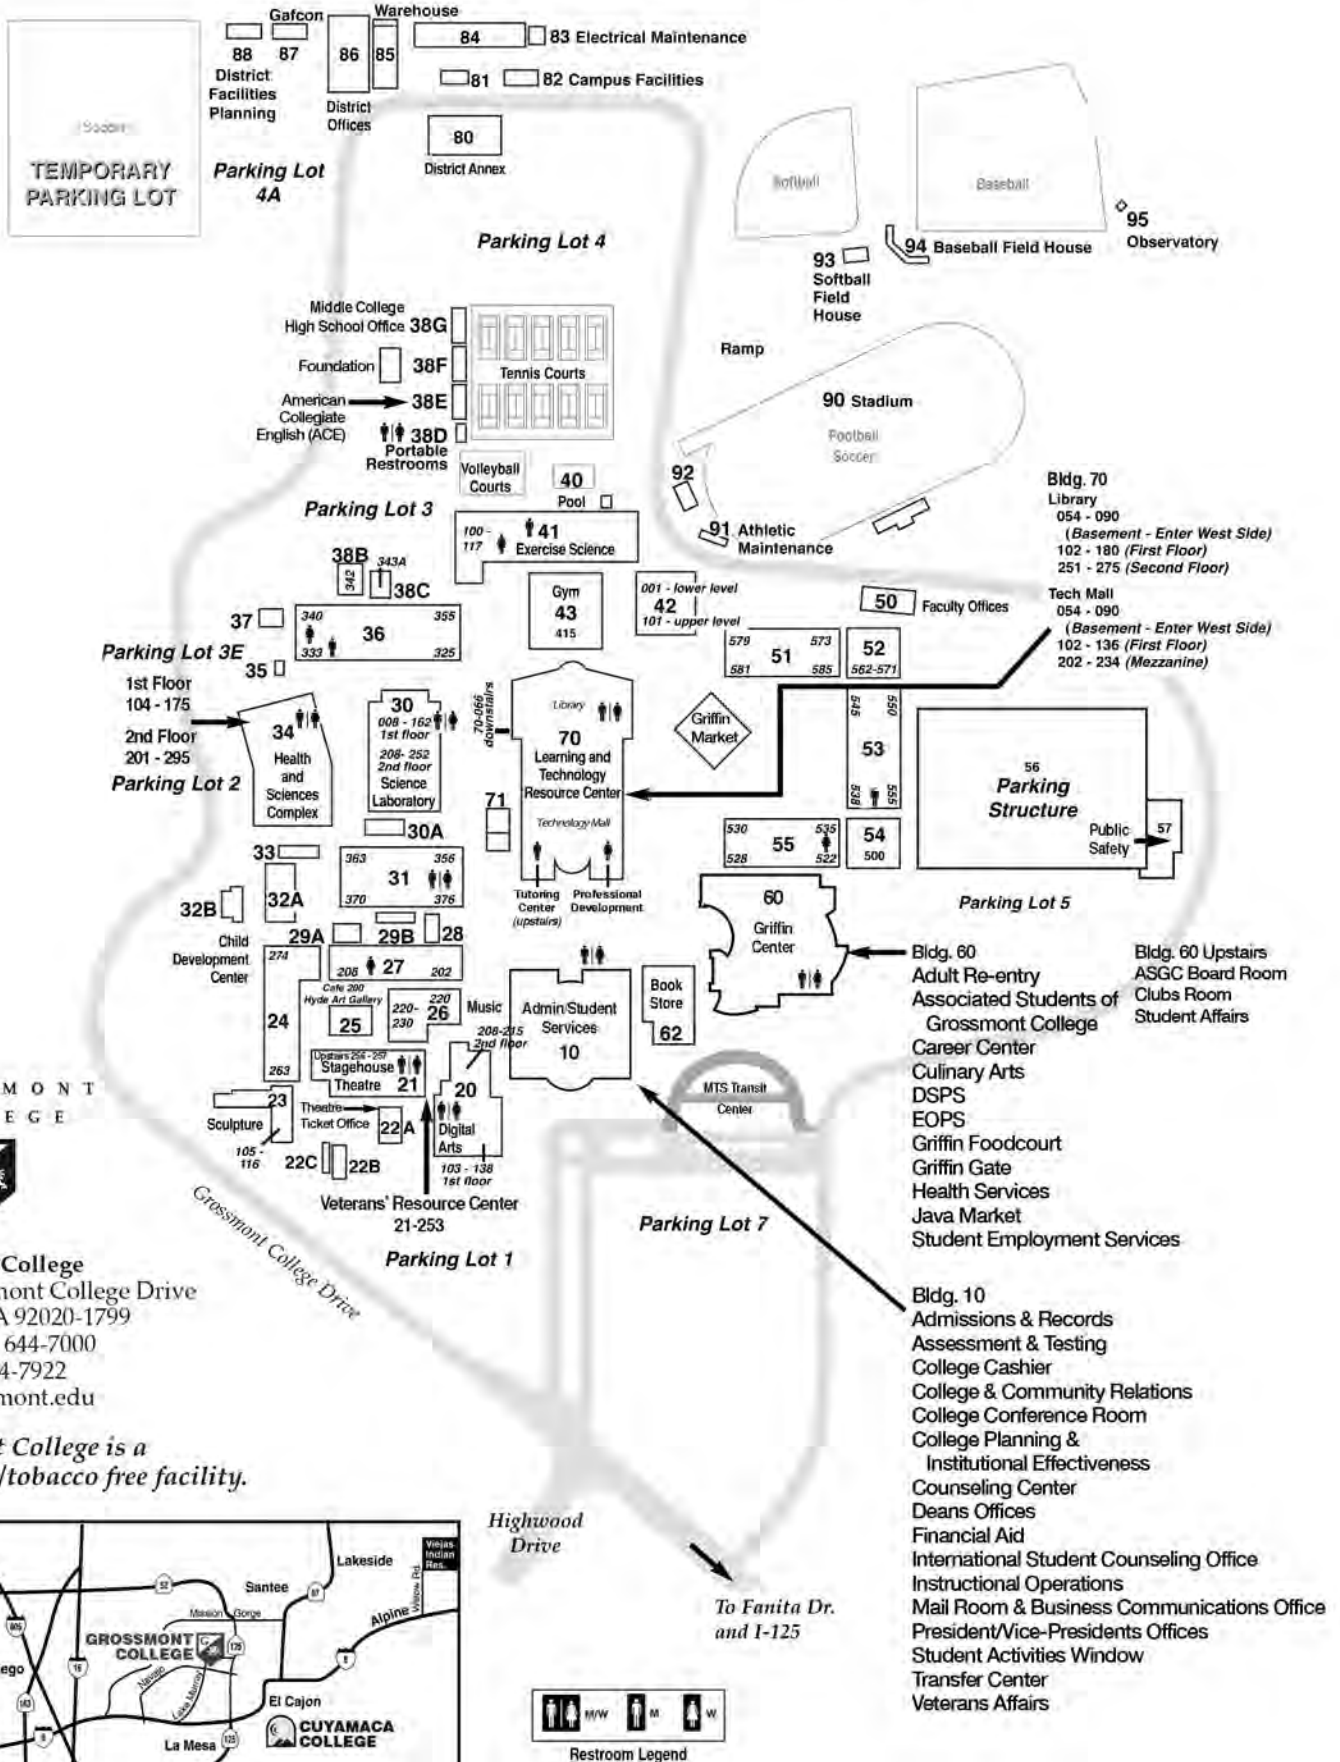 Gafcon
Warehouse
88
87
86
85
84
83 Electrical Maintenance
District
Facilities
Planning
District
Offices
81
82 Campus Facilities
80
District Annex
Soccer
TEMPORARY
PARKING LOT
Parking Lot
4A
Parking Lot 4
Softball
Baseball
95
Observatory
94 Baseball Field House
93
Softball
Field
House
Middle College
High School Office 38G
Foundation
38F
American
Collegiate
English (ACE)
38E
38D
Portable
Restrooms
Tennis Courts
Volleyball
Courts
40
Pool
Ramp
90 Stadium
Football
Soccer
92
91 Athletic
Maintenance
Parking Lot 3
100 -
117
41
Exercise Science
38B
342
343A
38C
Gym
43
415
001 - lower level
42
101 - upper level
50 Faculty Offices
Bldg. 70
Library
054 - 090
(Basement - Enter West Side)
102 - 180 (First Floor)
251 - 275 (Second Floor)
Tech Mall
054 - 090
(Basement - Enter West Side)
102 - 136 (First Floor)
202 - 234 (Mezzanine)
37
340
355
36
333
325
Parking Lot 3E
35
579
573
51
581
585
52
562-571
545
550
53
538
555
1st Floor
104 - 175
2nd Floor
201 - 295
Parking Lot 2
34
Health
and
Sciences
Complex
30
008 - 162
1st floor
208- 252
2nd floor
Science
Laboratory
70-066
downstairs
Library
70
Learning and
Technology
Resource Center
Technology Mall
Griffin
Market
56
Parking
Structure
Public
Safety
57
71
30A
33
363
356
31
370
376
32A
32B
530
535
55
528
522
54
500
Tutoring
Center
(upstairs)
Professional
Development
Parking Lot 5
60
Griffin
Center
Child
Development
Center
29A
29B
28
274
208
27
202
Cafe 200
Hyde Art Gallery
24
25
220-
230
220
26
Music
208-215
2nd floor
Admin/Student
Services
10
Book
Store
62
Bldg. 60
Adult Re-entry
Associated Students of
Grossmont College
Career Center
Culinary Arts
DSPS
EOPS
Griffin Foodcourt
Griffin Gate
Health Services
Java Market
Student Employment Services
Bldg. 60 Upstairs
ASGC Board Room
Clubs Room
Student Affairs
263
Upstairs 256 - 257
Stagehouse
Theatre 21
20
Digital
Arts
103 - 138
1st floor
MTS Transit
Center
23
Sculpture
105 -
116
Theatre
Ticket Office
22A
22C
22B
Veterans' Resource Center
21-253
Parking Lot 1
Parking Lot 7
Grossmont College Drive
M O N T
E G E
College
mont College Drive
A 92020-1799
644-7000
4-7922
mont.edu
t College is a
/tobacco free facility.
Bldg. 10
Admissions & Records
Assessment & Testing
College Cashier
College & Community Relations
College Conference Room
College Planning &
Institutional Effectiveness
Counseling Center
Deans Offices
Financial Aid
International Student Counseling Office
Instructional Operations
Mail Room & Business Communications Office
President/Vice-Presidents Offices
Student Activities Window
Transfer Center
Veterans Affairs
Highwood
Drive
To Fanita Dr.
and I-125
Viejas
Indian
Res.
Lakeside
Santee
52
67
Willow Rd.
Alpine
Mission Gorge
GROSSMONT
COLLEGE
G
125
805
ego
15
163
Navajo
Lake Murray
8
8
El Cajon
La Mesa
125
CUYAMACA
COLLEGE
M/W
M
W
Restroom Legend